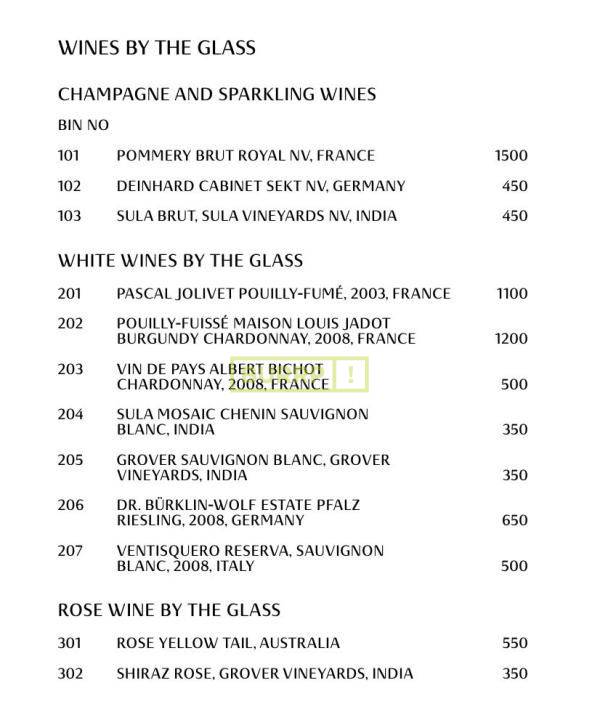 WINES BY THE GLASS
CHAMPAGNE AND SPARKLING WINES
BIN NO
101 POMMERY BRUT ROYAL NV, FRANCE 1500
102 DEINHARD CABINET SEKT NV, GERMANY 450
103 SULA BRUT, SULA VINEYARDS NV, INDIA 450
WHITE WINES BY THE GLASS
201 PASCAL JOLIVET POUILLY-FUMÉ, 2003, FRANCE 1100
202 POUILLY-FUISSÉ MAISON LOUIS JADOT
BURGUNDY CHARDONNAY, 2008, FRANCE 1200
203 VIN DE PAYS ALBERT BICHOT
CHARDONNAY, 2008, FRANCE 500
204 SULA MOSAIC CHENIN SAUVIGNON
BLANC, INDIA 350
205 GROVER SAUVIGNON BLANC, GROVER
VINEYARDS, INDIA 350
206 DR. BÜRKLIN-WOLF ESTATE PFALZ
RIESLING, 2008, GERMANY 650
207 VENTISQUERO RESERVA, SAUVIGNON
BLANC, 2008, ITALY 500
ROSE WINE BY THE GLASS
301 ROSE YELLOW TAIL, AUSTRALIA 550
302 SHIRAZ ROSE, GROVER VINEYARDS, INDIA 350